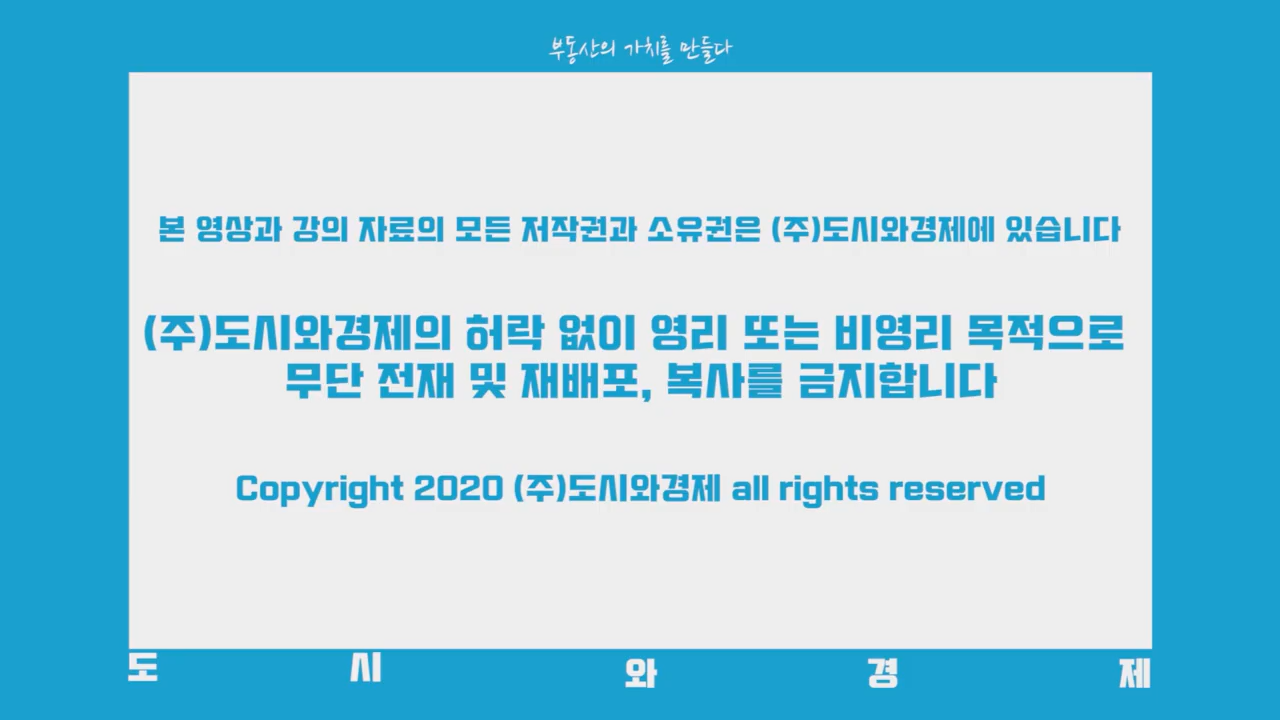 부동산의 가치를 만들다
본 영상과 강의 자료의 모든 저작권과 소유권은 (주)도시와경제에 있습니다
(주)도시와경제의 허락 없이 영리 또는 비영리 목적으로
무단 전재 및 재배포, 복사를 금지합니다
Copyright 2020 (주)도시와경제 all rights reserved
도 시 와 경 제